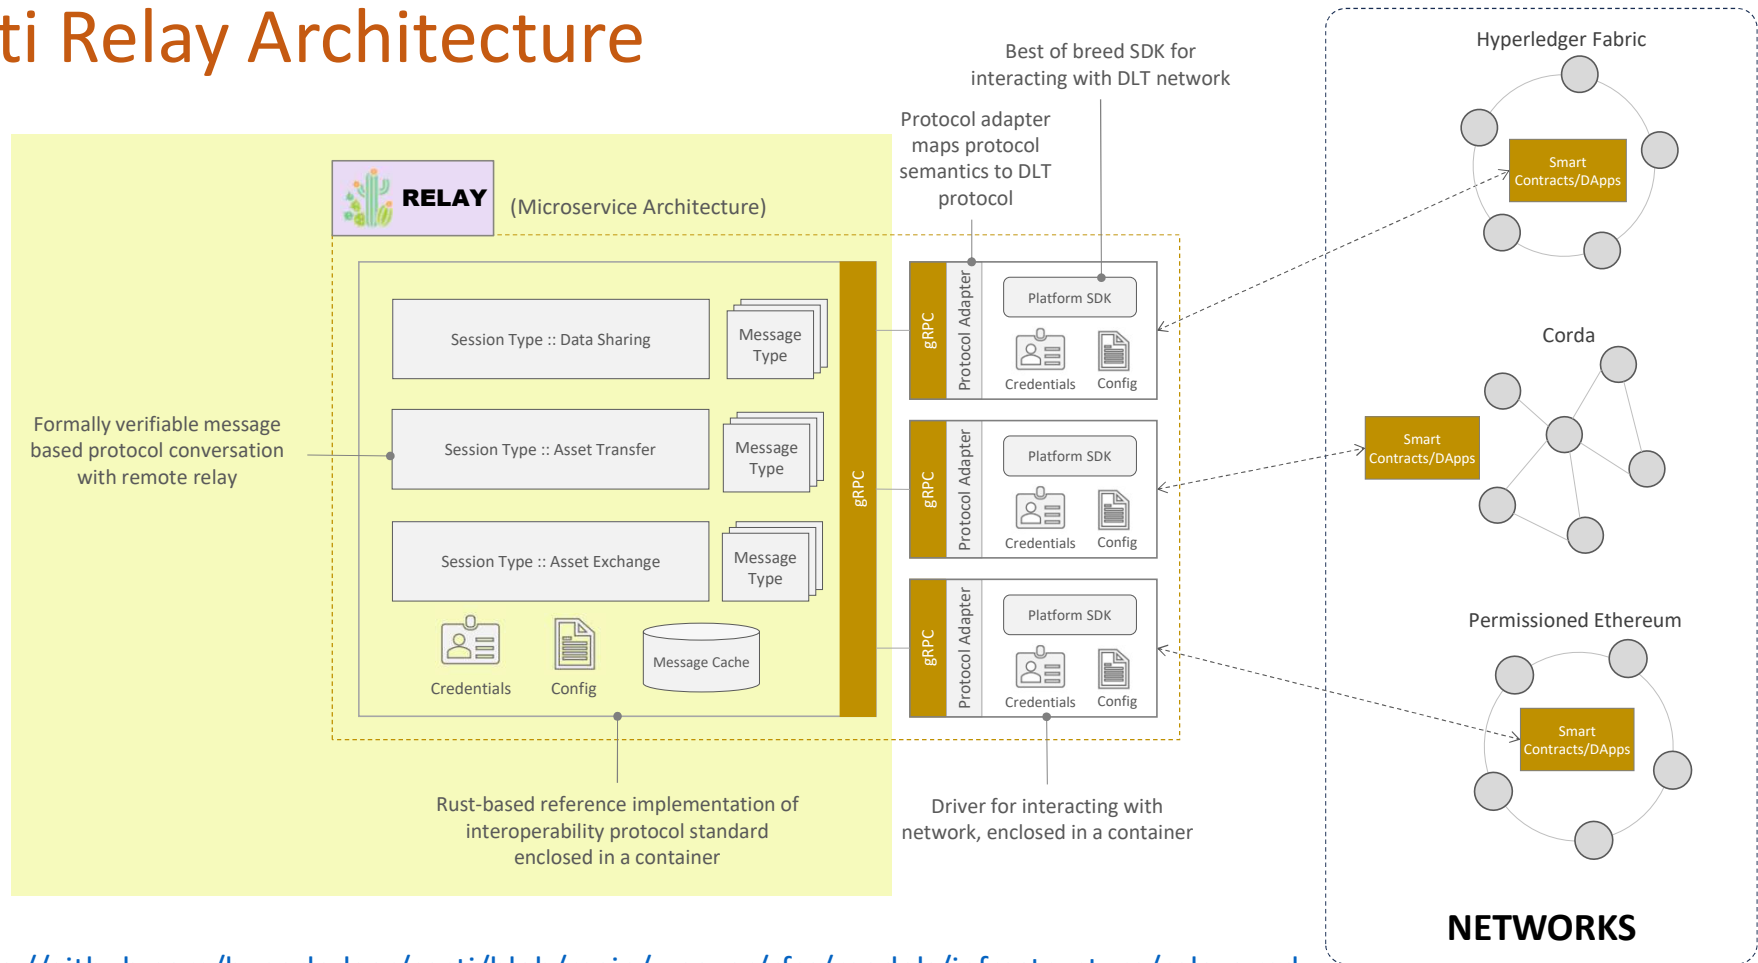 ti Relay Architecture
Best of breed SDK for
interacting with DLT network
Protocol adapter
maps protocol
semantics to DLT
protocol
RELAY
(Microservice Architecture)
Session Type :: Data Sharing
Message
Type
Session Type :: Asset Transfer
Message
Type
Session Type :: Asset Exchange
Message
Type
Credentials
Config
Message Cache
gRPC
gRPC
Protocol Adapter
Platform SDK
Credentials
Config
gRPC
Protocol Adapter
Platform SDK
Credentials
Config
gRPC
Protocol Adapter
Platform SDK
Credentials
Config
Formally verifiable message
based protocol conversation
with remote relay
Rust-based reference implementation of
interoperability protocol standard
enclosed in a container
Driver for interacting with
network, enclosed in a container
Hyperledger Fabric
Smart
Contracts/DApps
Corda
Smart
Contracts/DApps
Permissioned Ethereum
Smart
Contracts/DApps
NETWORKS